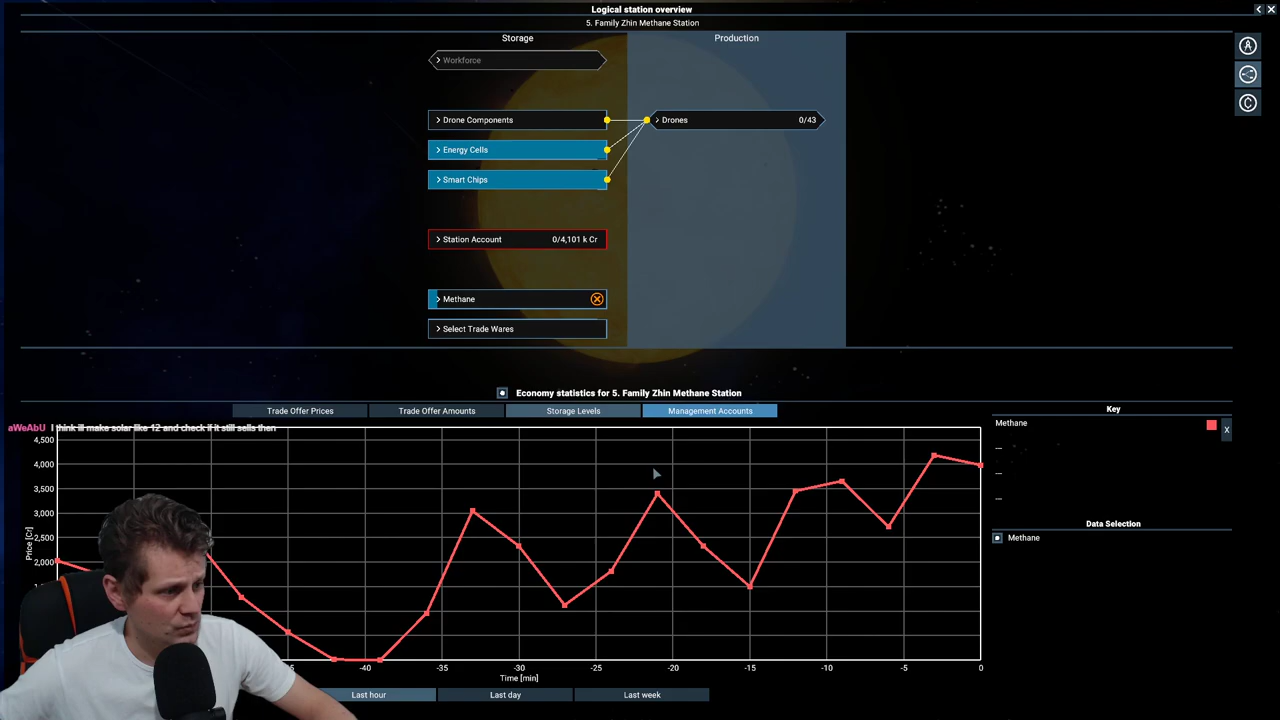 Logical station overview
5. Family Zhin Methane Station
Storage
Production
Workforce
Drone Components
Drones 0/43
Energy Cells
Smart Chips
Station Account 0/4,101 k Cr
Methane
Select Trade Wares
Economy statistics for 5. Family Zhin Methane Station
Trade Offer Prices Trade Offer Amounts Storage Levels Management Accounts
Key
Methane
X
aWeAbU I think ill make solar like 12 and check if it still sells then
4,500
4,000
3,500
3,000
2,500
2,000
Price [Cr]
Data Selection
Methane
-40 -35 -30 -25 -20 -15 -10 -5 0
Time [min]
Last hour Last day Last week
A
C